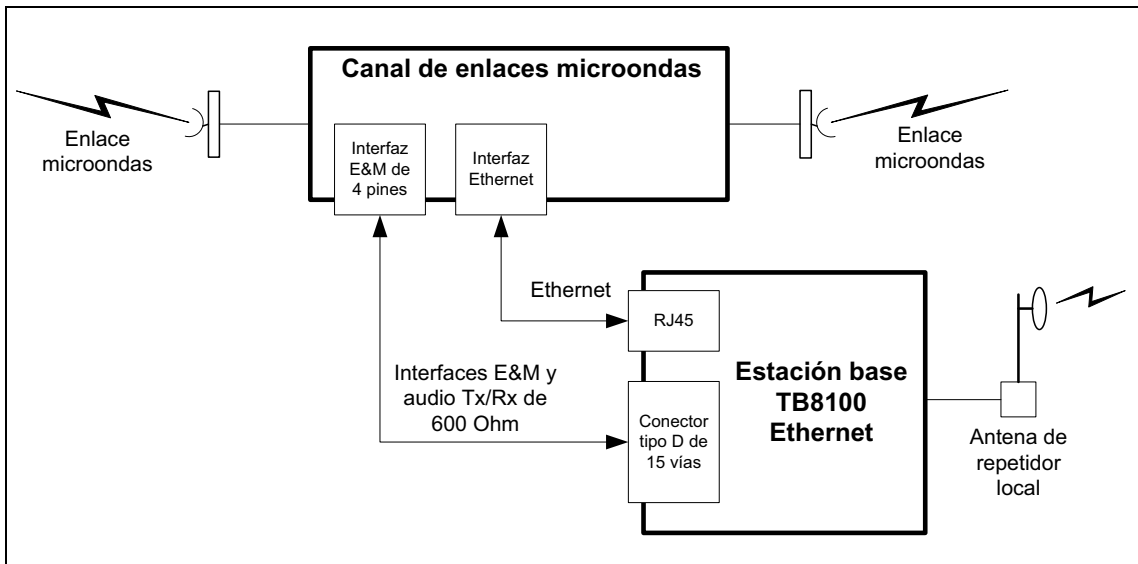 Canal de enlaces microondas
Enlace
microondas
Interfaz
E&M de
4 pines
Interfaz
Ethernet
Enlace
microondas
Ethernet
RJ45
Interfaces E&M y
audio Tx/Rx de
600 Ohm
Conector
tipo D de
15 vías
Estación base
TB8100
Ethernet
Antena de
repetidor
local